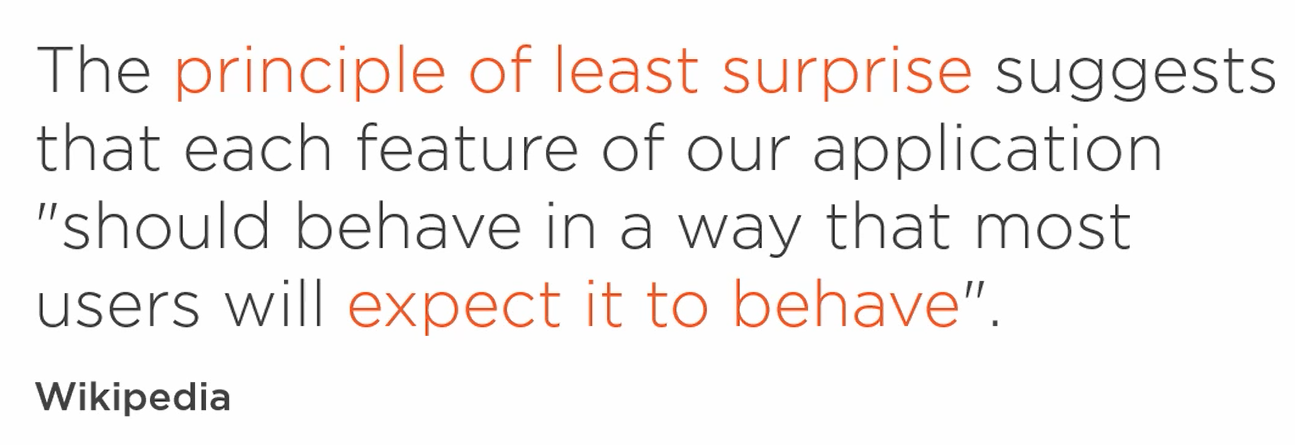 The principle of least surprise suggests
that each feature of our application
"should behave in a way that most
users will expect it to behave".
Wikipedia